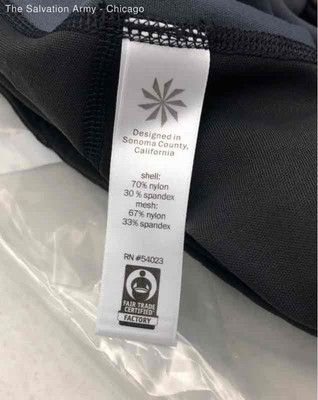 The Salvation Army - Chicago
Designed in
Sonoma County,
California
shell:
70% nylon
30% spandex
mesh:
67% nylon
33% spandex
RN #54023
FAIR TRADE
CERTIFIED
FACTORY